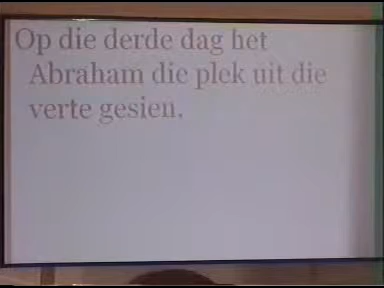 Op die derde dag het
Abraham die plek uit die
verte gesien.